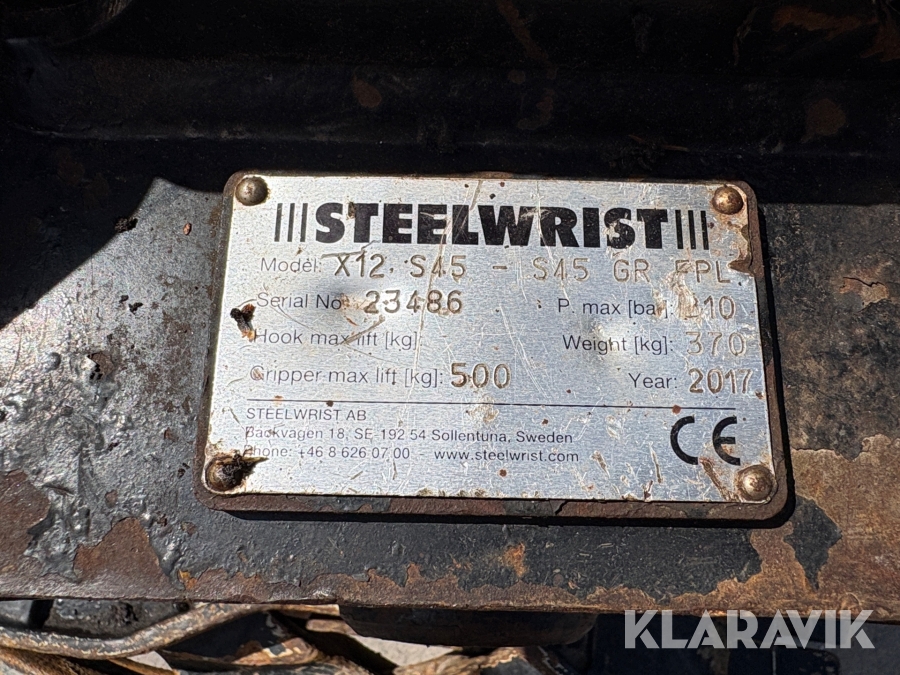 STEELWRIST
Model: X12 S45 - S45 GR FPL
Serial No: 23486 P. max [bar]: 210
Hook max lift [kg]: Weight [kg]: 370
Gripper max lift [kg]: 500 Year: 2017
STEELWRIST AB
Bäckvägen 18, SE-192 54 Sollentuna, Sweden
Phone: +46 8 626 07 00 - www.steelwrist.com
CE
KLARAVIK